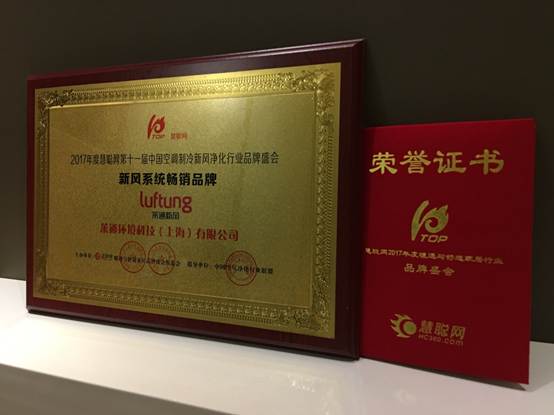 TOP 慧聪网
2017年度慧聪网第十一届中国空调制冷新风净化行业品牌盛会
新风系统畅销品牌
luftung
莱通新风
莱通环境科技（上海）有限公司
荣誉证书
TOP
慧聪网2017年度暖通与舒适家居行业
品牌盛会
慧聪网
HC360.com